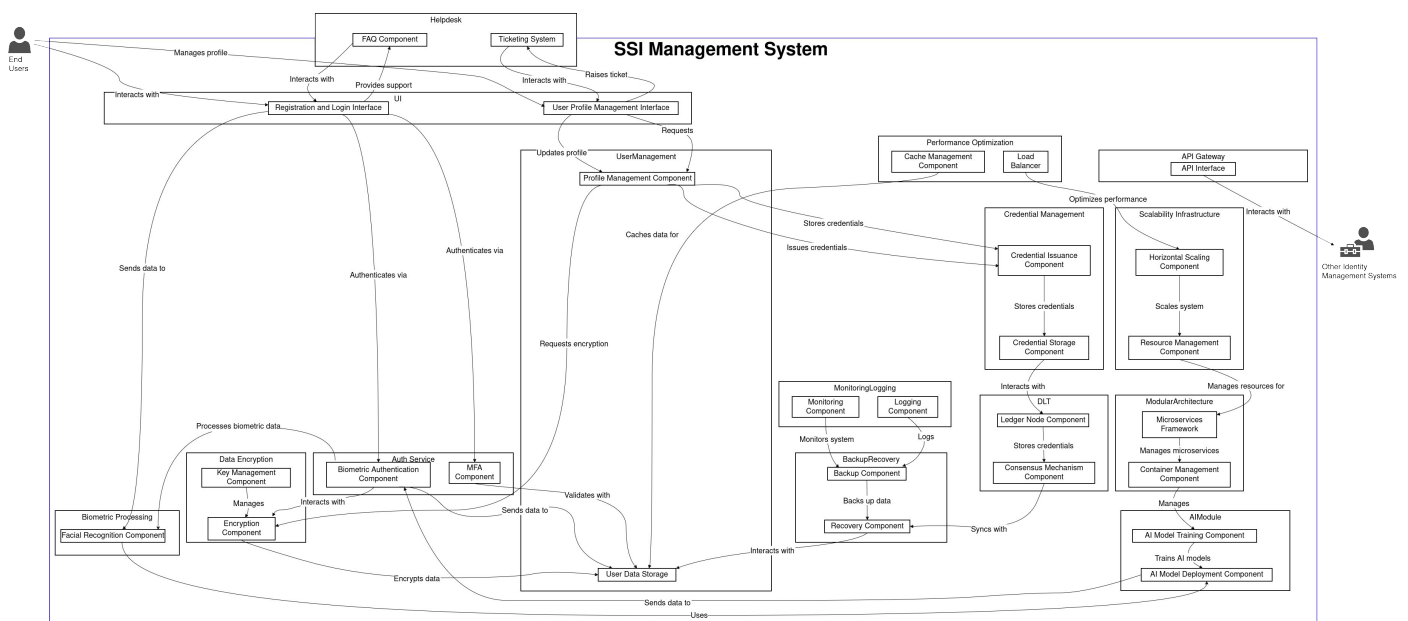 Helpdesk
FAQ Component
Ticketing System
SSI Management System
End
Users
Manages profile
Interacts with
Provides support
Interacts with
Raises ticket
Interacts with
UI
Registration and Login Interface
User Profile Management Interface
Requests
Updates profile
UserManagement
Profile Management Component
Performance Optimization
Cache Management
Component
Load
Balancer
API Gateway
API Interface
Optimizes performance
Interacts with
Other Identity
Management Systems
Credential Management
Scalability Infrastructure
Stores credentials
Caches data for
Issues credentials
Authenticates via
Credential Issuance
Component
Horizontal Scaling
Component
Sends data to
Authenticates via
Stores credentials
Scales system
Requests encryption
Credential Storage
Component
Resource Management
Component
Interacts with
Manages resources for
MonitoringLogging
Monitoring
Component
Logging
Component
DLT
Ledger Node Component
ModularArchitecture
Microservices
Framework
Processes biometric data
Monitors system
Logs
Stores credentials
Manages microservices
Data Encryption
Key Management
Component
Auth Service
Biometric Authentication
Component
MFA
Component
BackupRecovery
Backup Component
Consensus Mechanism
Component
Container Management
Component
Manages
Interacts with
Validates with
Backs up data
Manages
Sends data to
Biometric Processing
Facial Recognition Component
Encryption
Component
Recovery Component
Syncs with
AIModule
AI Model Training Component
Interacts with
Trains AI models
Encrypts data
User Data Storage
AI Model Deployment Component
Sends data to
Uses